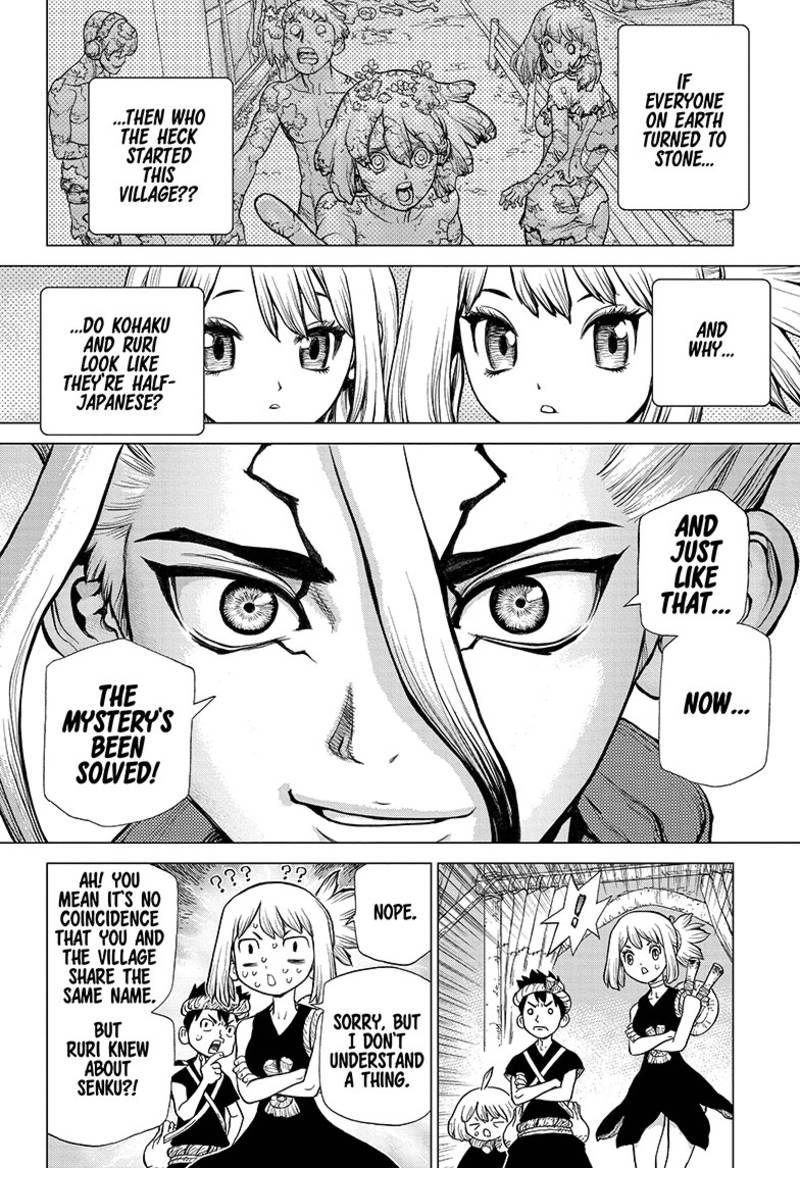 IF
EVERYONE
ON EARTH
TURNED TO
STONE...
...THEN WHO
THE HECK
STARTED
THIS
VILLAGE??
AND
WHY...
...DO KOHAKU
AND RURI
LOOK LIKE
THEY'RE HALF-
JAPANESE?
AND
JUST
LIKE
THAT...
NOW...
THE
MYSTERY'S
BEEN
SOLVED!
!
NOPE.
SORRY, BUT
I DON'T
UNDERSTAND
A THING.
? ? ? ?
AH! YOU
MEAN IT'S NO
COINCIDENCE
THAT YOU AND
THE VILLAGE
SHARE THE
SAME NAME.
BUT
RURI KNEW
ABOUT
SENKU?!